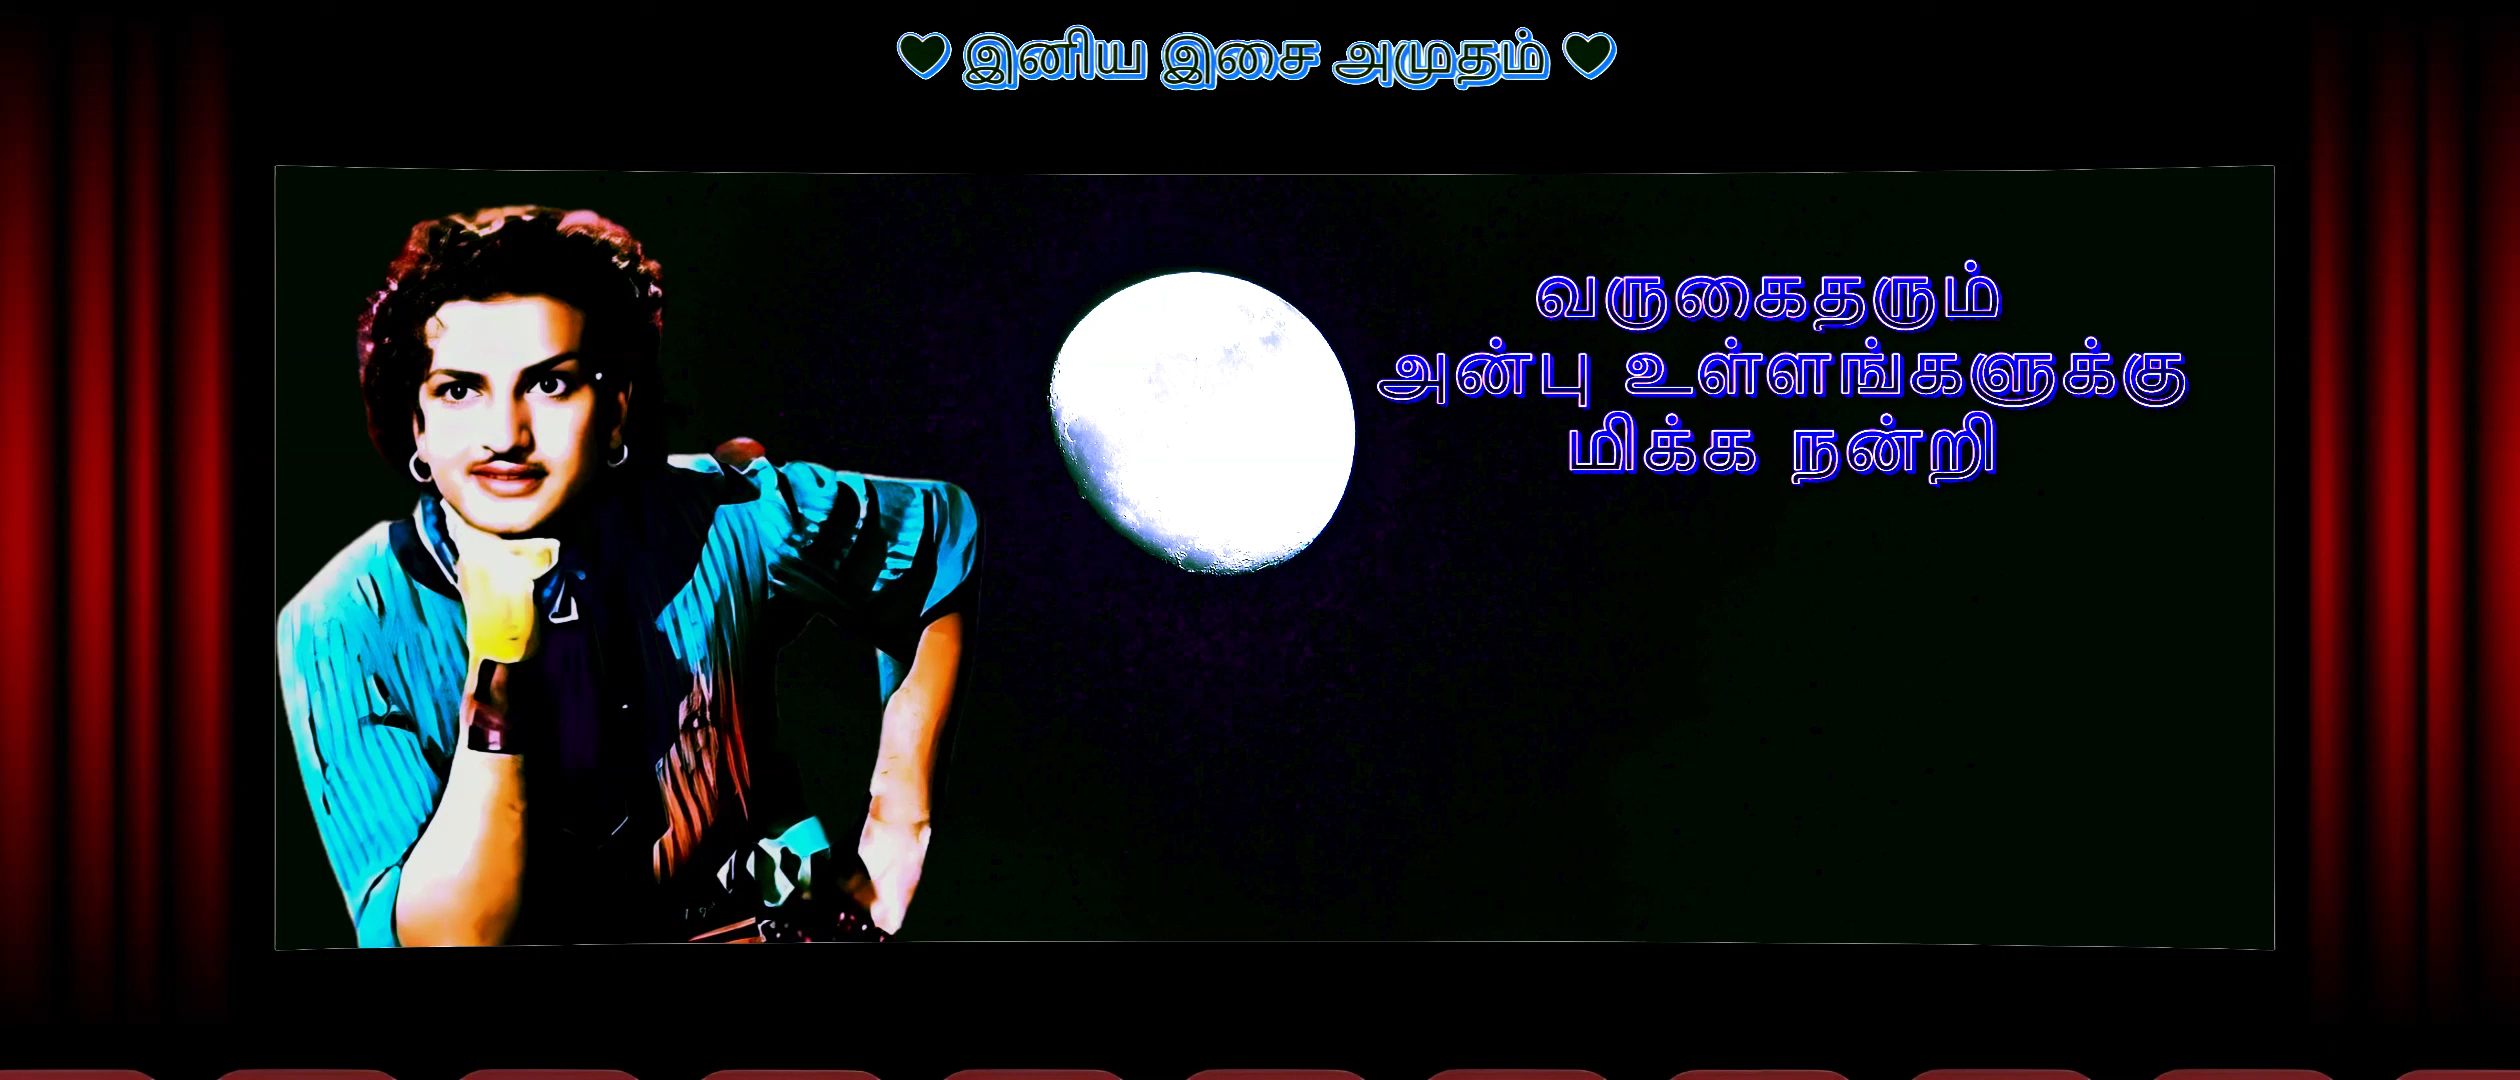 ♥ இனிய இசை அமுதம் ♥
வருகைதரும்
அன்பு உள்ளங்களுக்கு
மிக்க நன்றி